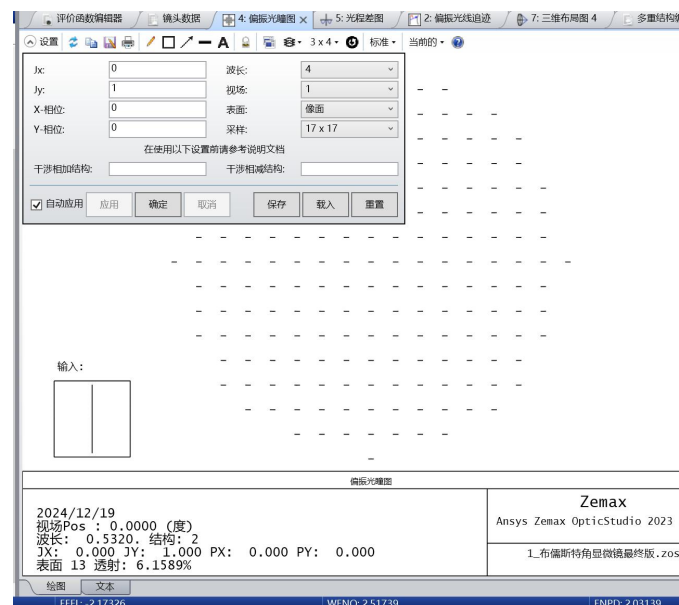 评价函数编辑器 镜头数据 4: 偏振光瞳图 × 5: 光程差图 2: 偏振光线追迹 7: 三维布局图 4 多重结构
设置 A 3 x 4 标准 当前的
Jx: 0 波长: 4
Jy: 1 视场: 1
X-相位: 0 表面: 像面
Y-相位: 0 采样: 17 x 17
在使用以下设置前请参考说明文档
干涉相加结构: 干涉相减结构:
自动应用 应用 确定 取消 保存 载入 重置
输入:
偏振光瞳图
2024/12/19
视场Pos : 0.0000 (度)
波长: 0.5320. 结构: 2
JX: 0.000 JY: 1.000 PX: 0.000 PY: 0.000
表面 13 透射: 6.1589%
Zemax
Ansys Zemax OpticStudio 2023
1_布儒斯特角显微镜最终版.zos
绘图 文本
EFFL: -2.17326 WFNO: 2.51739 ENPD: 2.03139